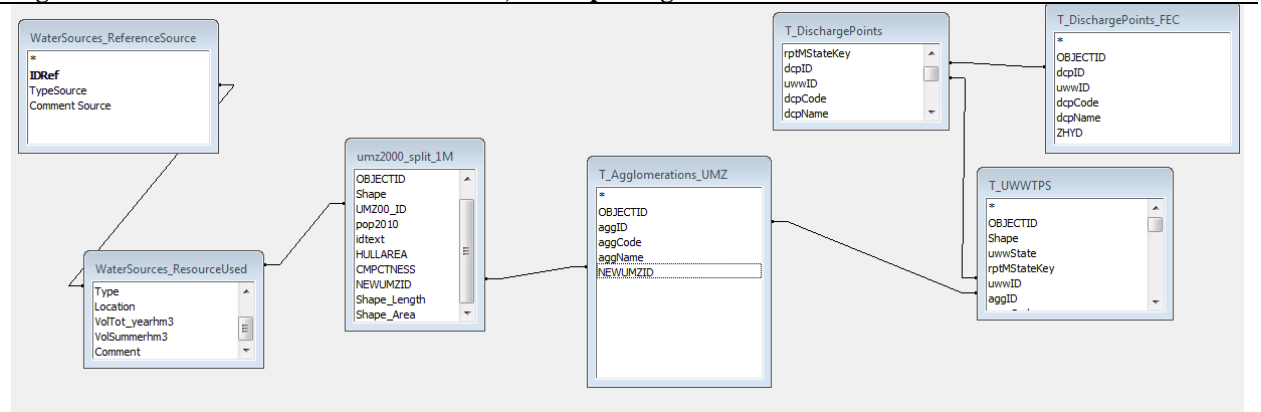 WaterSources_ReferenceSource
*
IDRef
TypeSource
Comment Source
WaterSources_ResourceUsed
Type
Location
VolTot_yearhm3
VolSummerhm3
Comment
umz2000_split_1M
OBJECTID
Shape
UMZ00_ID
pop2010
idtext
HULLAREA
CMPCTNESS
NEWUMZID
Shape_Length
Shape_Area
T_Agglomerations_UMZ
*
OBJECTID
aggID
aggCode
aggName
NEWUMZID
T_DischargePoints
rptMStateKey
dcpID
uwwID
dcpCode
dcpName
T_DischargePoints_FEC
*
OBJECTID
dcpID
uwwID
dcpCode
dcpName
ZHYD
T_UWWTPS
*
OBJECTID
Shape
uwwState
rptMStateKey
uwwID
aggID